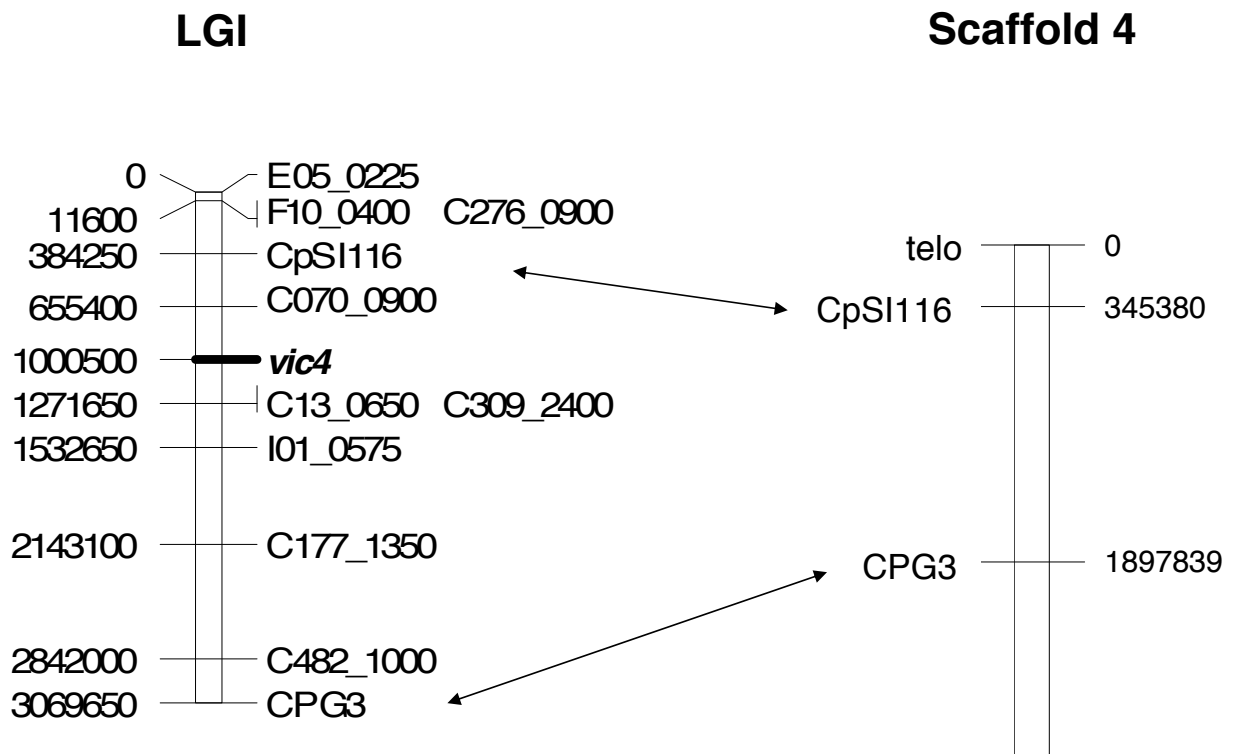 LGI
0 E05_0225
11600 F10_0400 C276_0900
384250 CpSI116
655400 C070_0900
1000500 vic4
1271650 C13_0650 C309_2400
1532650 I01_0575
2143100 C177_1350
2842000 C482_1000
3069650 CPG3
Scaffold 4
telo 0
CpSI116 345380
CPG3 1897839